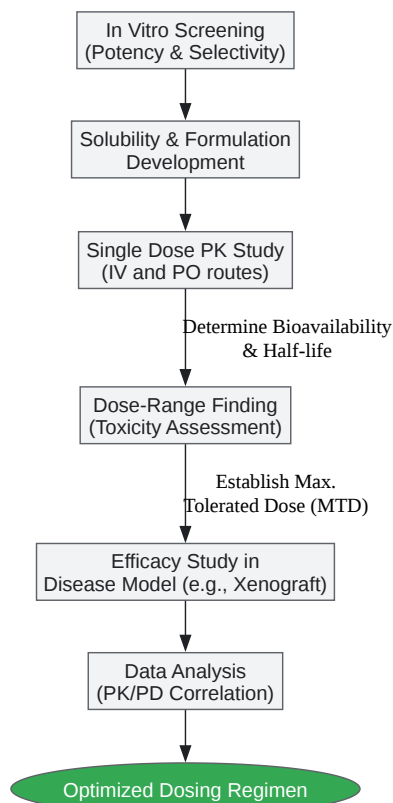 In Vitro Screening
(Potency & Selectivity)
Solubility & Formulation
Development
Single Dose PK Study
(IV and PO routes)
Determine Bioavailability
& Half-life
Dose-Range Finding
(Toxicity Assessment)
Establish Max.
Tolerated Dose (MTD)
Efficacy Study in
Disease Model (e.g., Xenograft)
Data Analysis
(PK/PD Correlation)
Optimized Dosing Regimen